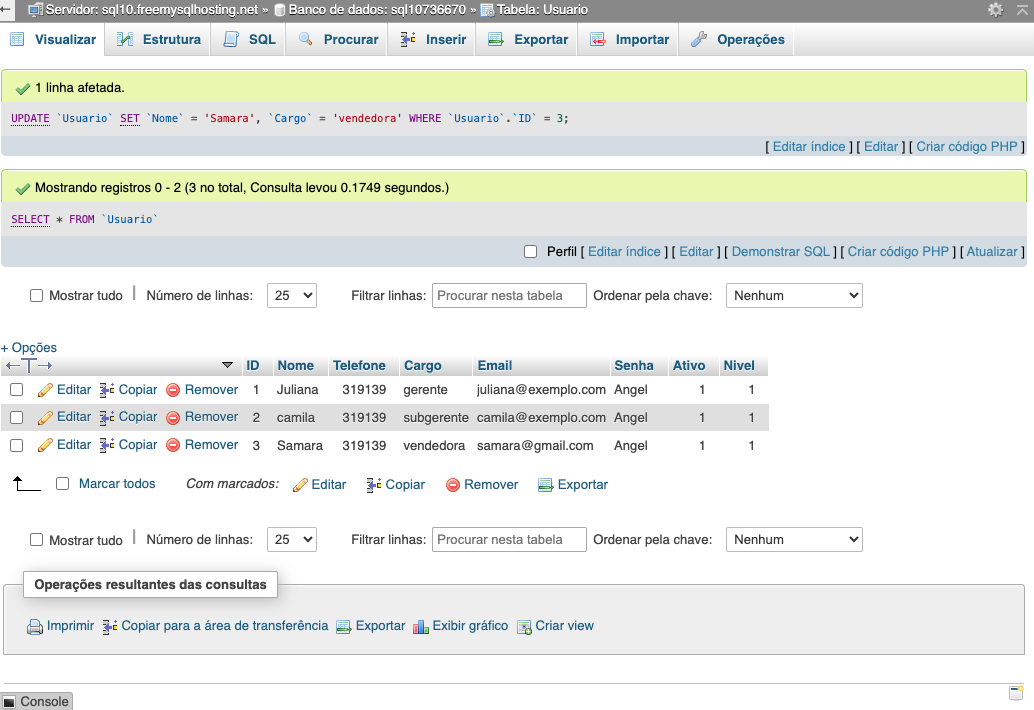 Servidor: sql10.freemysqlhosting.net » Banco de dados: sql10736670 » Tabela: Usuario
Visualizar Estrutura SQL Procurar Inserir Exportar Importar Operações
1 linha afetada.
UPDATE `Usuario` SET `Nome` = 'Samara', `Cargo` = 'vendedora' WHERE `Usuario`.`ID` = 3;
[ Editar índice ] [ Editar ] [ Criar código PHP ]
Mostrando registros 0 - 2 (3 no total, Consulta levou 0.1749 segundos.)
SELECT * FROM `Usuario`
Perfil [ Editar índice ] [ Editar ] [ Demonstrar SQL ] [ Criar código PHP ] [ Atualizar ]
Mostrar tudo | Número de linhas: 25 Filtrar linhas: Procurar nesta tabela Ordenar pela chave: Nenhum
+ Opções
←T→ ID Nome Telefone Cargo Email Senha Ativo Nivel
Editar Copiar Remover 1 Juliana 319139 gerente juliana@exemplo.com Angel 1 1
Editar Copiar Remover 2 camila 319139 subgerente camila@exemplo.com Angel 1 1
Editar Copiar Remover 3 Samara 319139 vendedora samara@gmail.com Angel 1 1
Marcar todos Com marcados: Editar Copiar Remover Exportar
Mostrar tudo | Número de linhas: 25 Filtrar linhas: Procurar nesta tabela Ordenar pela chave: Nenhum
Operações resultantes das consultas
Imprimir Copiar para a área de transferência Exportar Exibir gráfico Criar view
Console